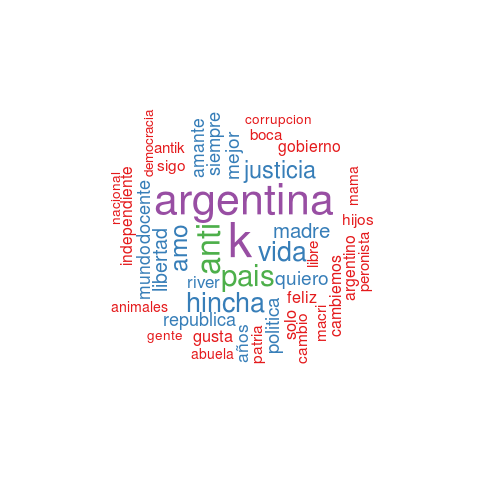 corrupcion
democracia
boca
siempre
amante
mejor
antik
gobierno
sigo
justicia
nacional
independiente
docente
mama
argentina
hijos
mundo
libertad
amo
anti
k
madre
vida
libre
argentino
peronista
pais
quiero
river
cambiemos
hincha
feliz
animales
republica
politica
solo
macri
gente
gusta
años
patria
cambio
abuela